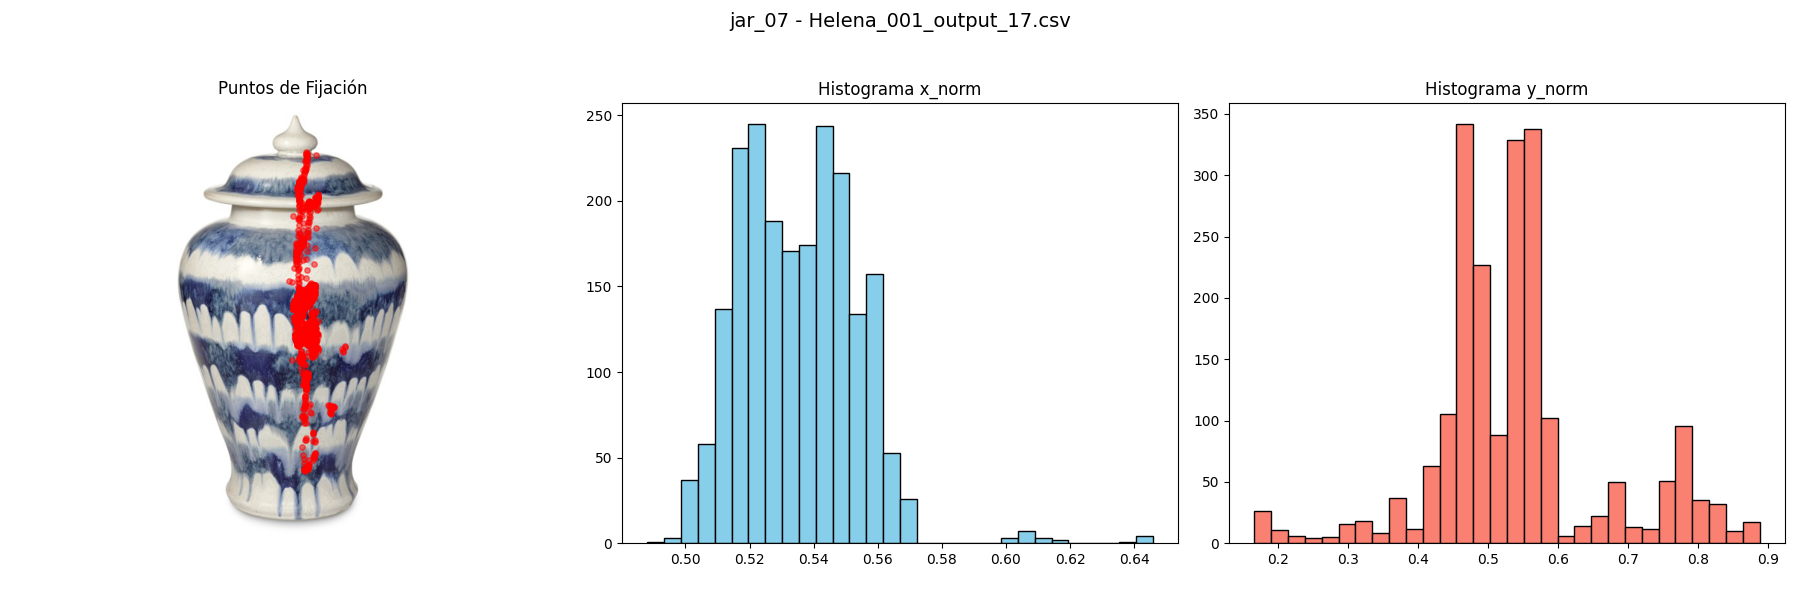 jar_07 - Helena_001_output_17.csv
Puntos de Fijación
Histograma x_norm
250
200
150
100
50
0
0.50 0.52 0.54 0.56 0.58 0.60 0.62 0.64
Histograma y_norm
350
300
250
200
150
100
50
0
0.2 0.3 0.4 0.5 0.6 0.7 0.8 0.9